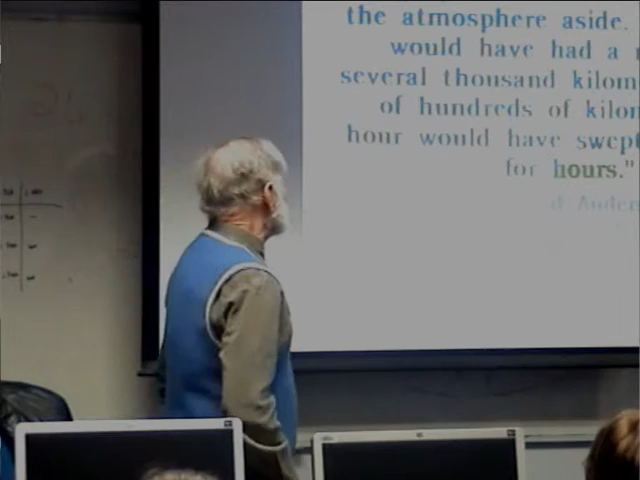 the atmosphere aside.
would have had a
several thousand kilom
of hundreds of kilon
hour would have swept
for hours."
d Anders